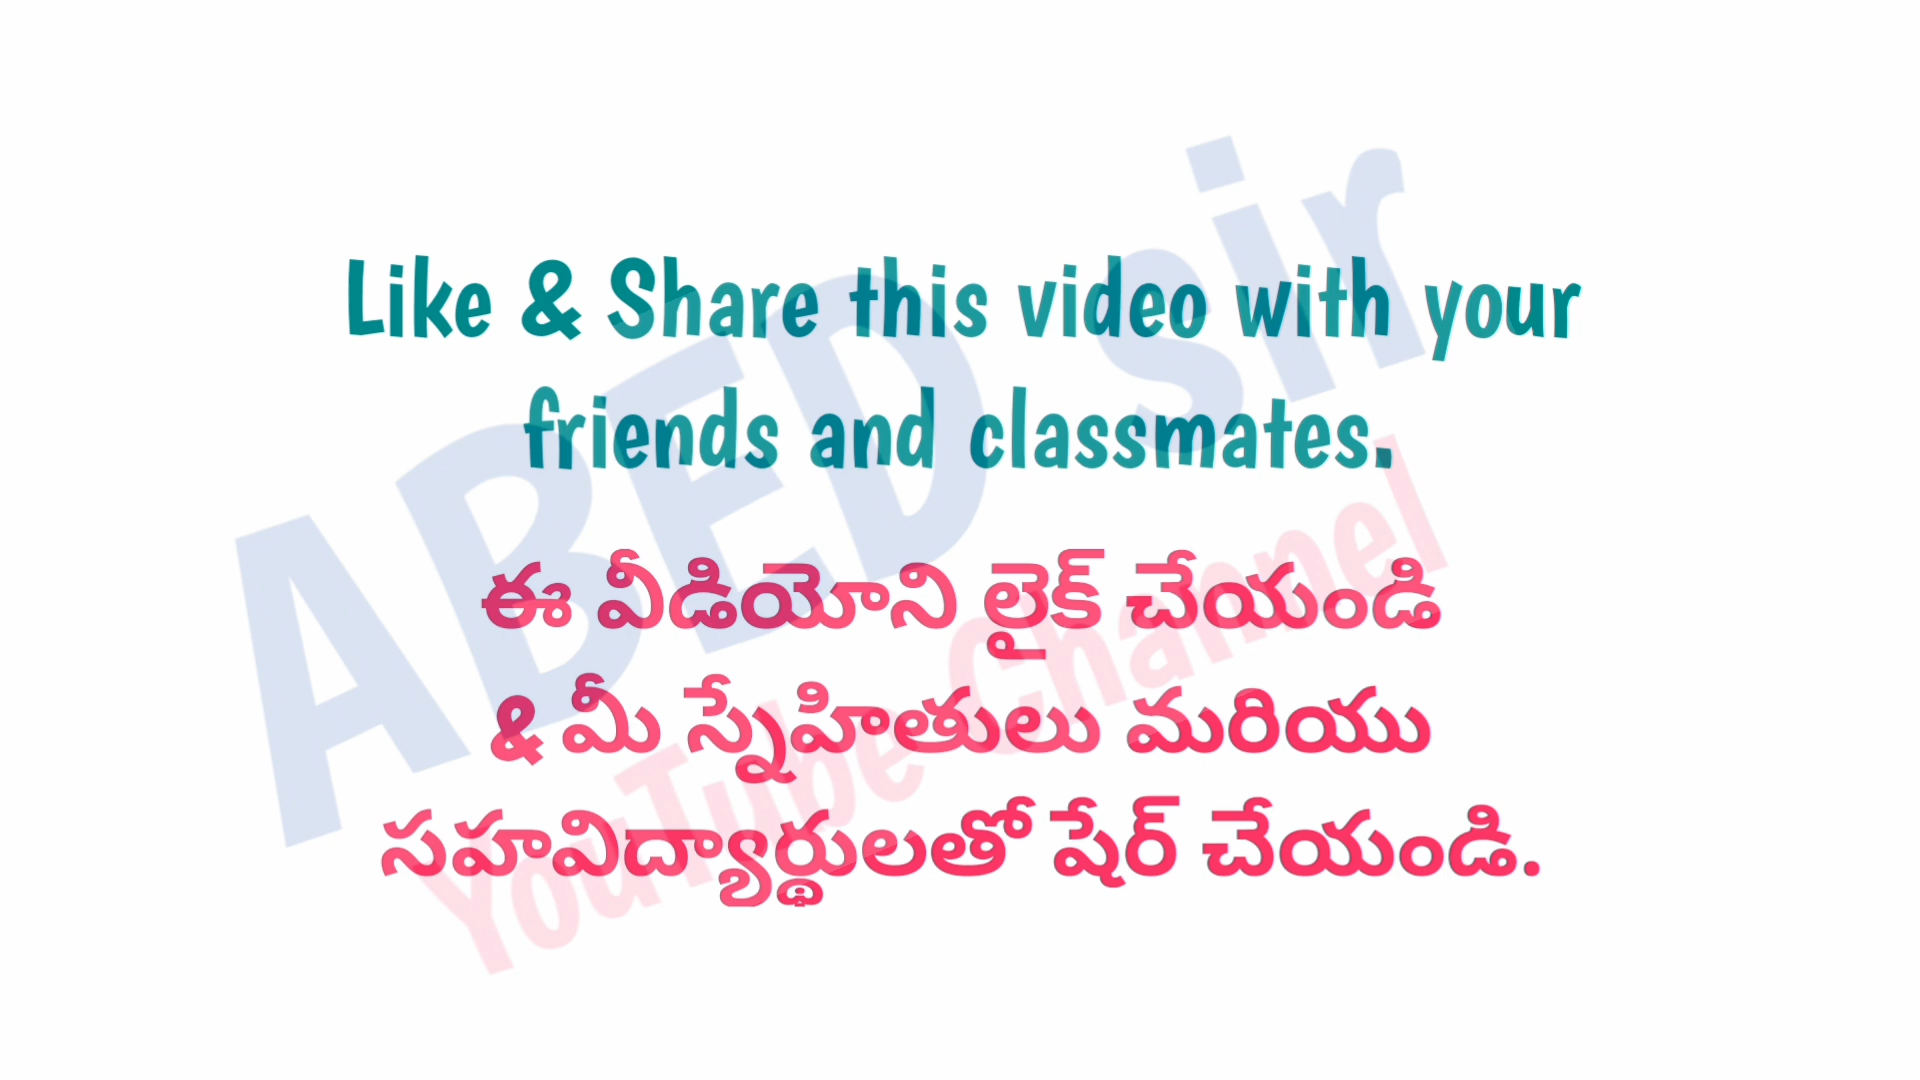 Like & Share this video with your
friends and classmates.
ఈ వీడియోని లైక్ చేయండి
& మీ స్నేహితులు మరియు
సహవిద్యార్థులతో షేర్ చేయండి.
ABED sir
YouTube Channel